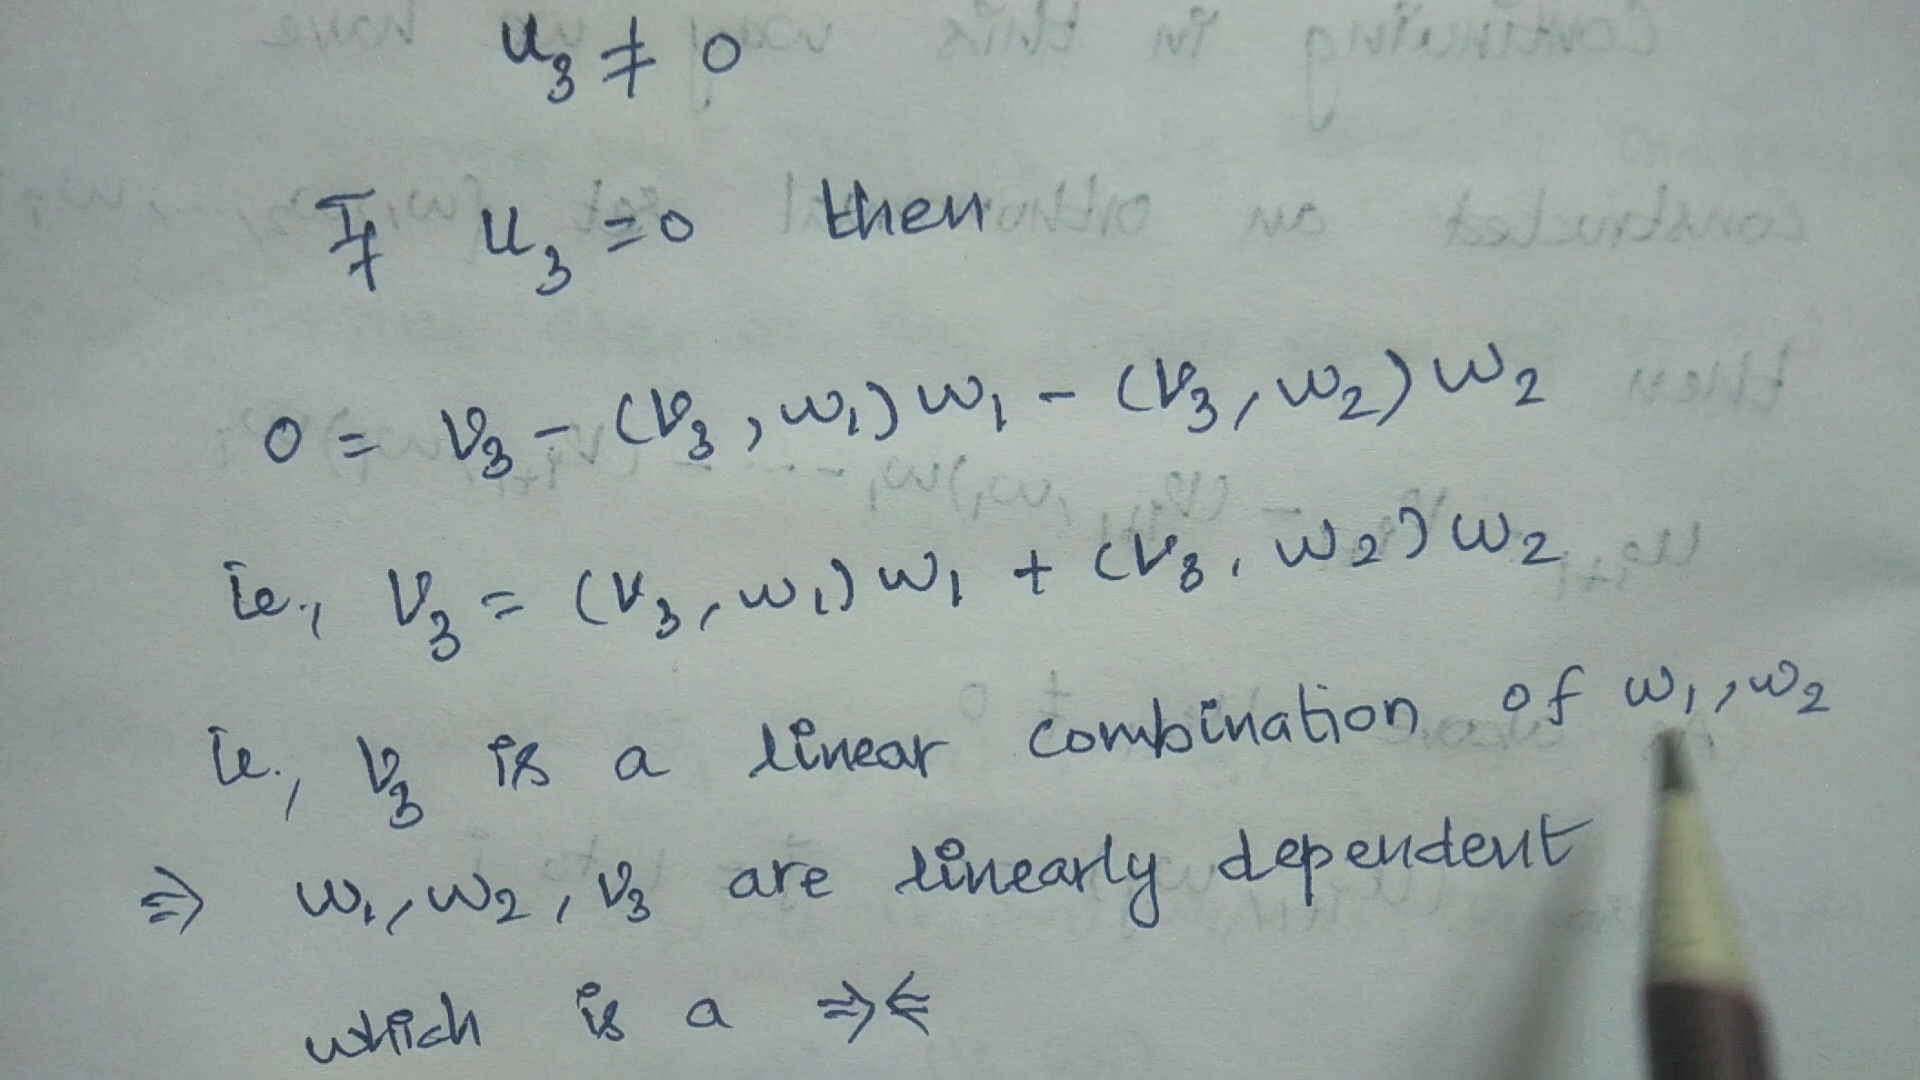 u₃ ≠ 0
If u₃ = 0 then
0 = v₃ - (v₃, w₁) w₁ - (v₃, w₂) w₂
ie., v₃ = (v₃, w₁) w₁ + (v₃, w₂) w₂
ie., v₃ is a linear combination of w₁, w₂
⇒ w₁, w₂, v₃ are linearly dependent
which is a ⇒⇐